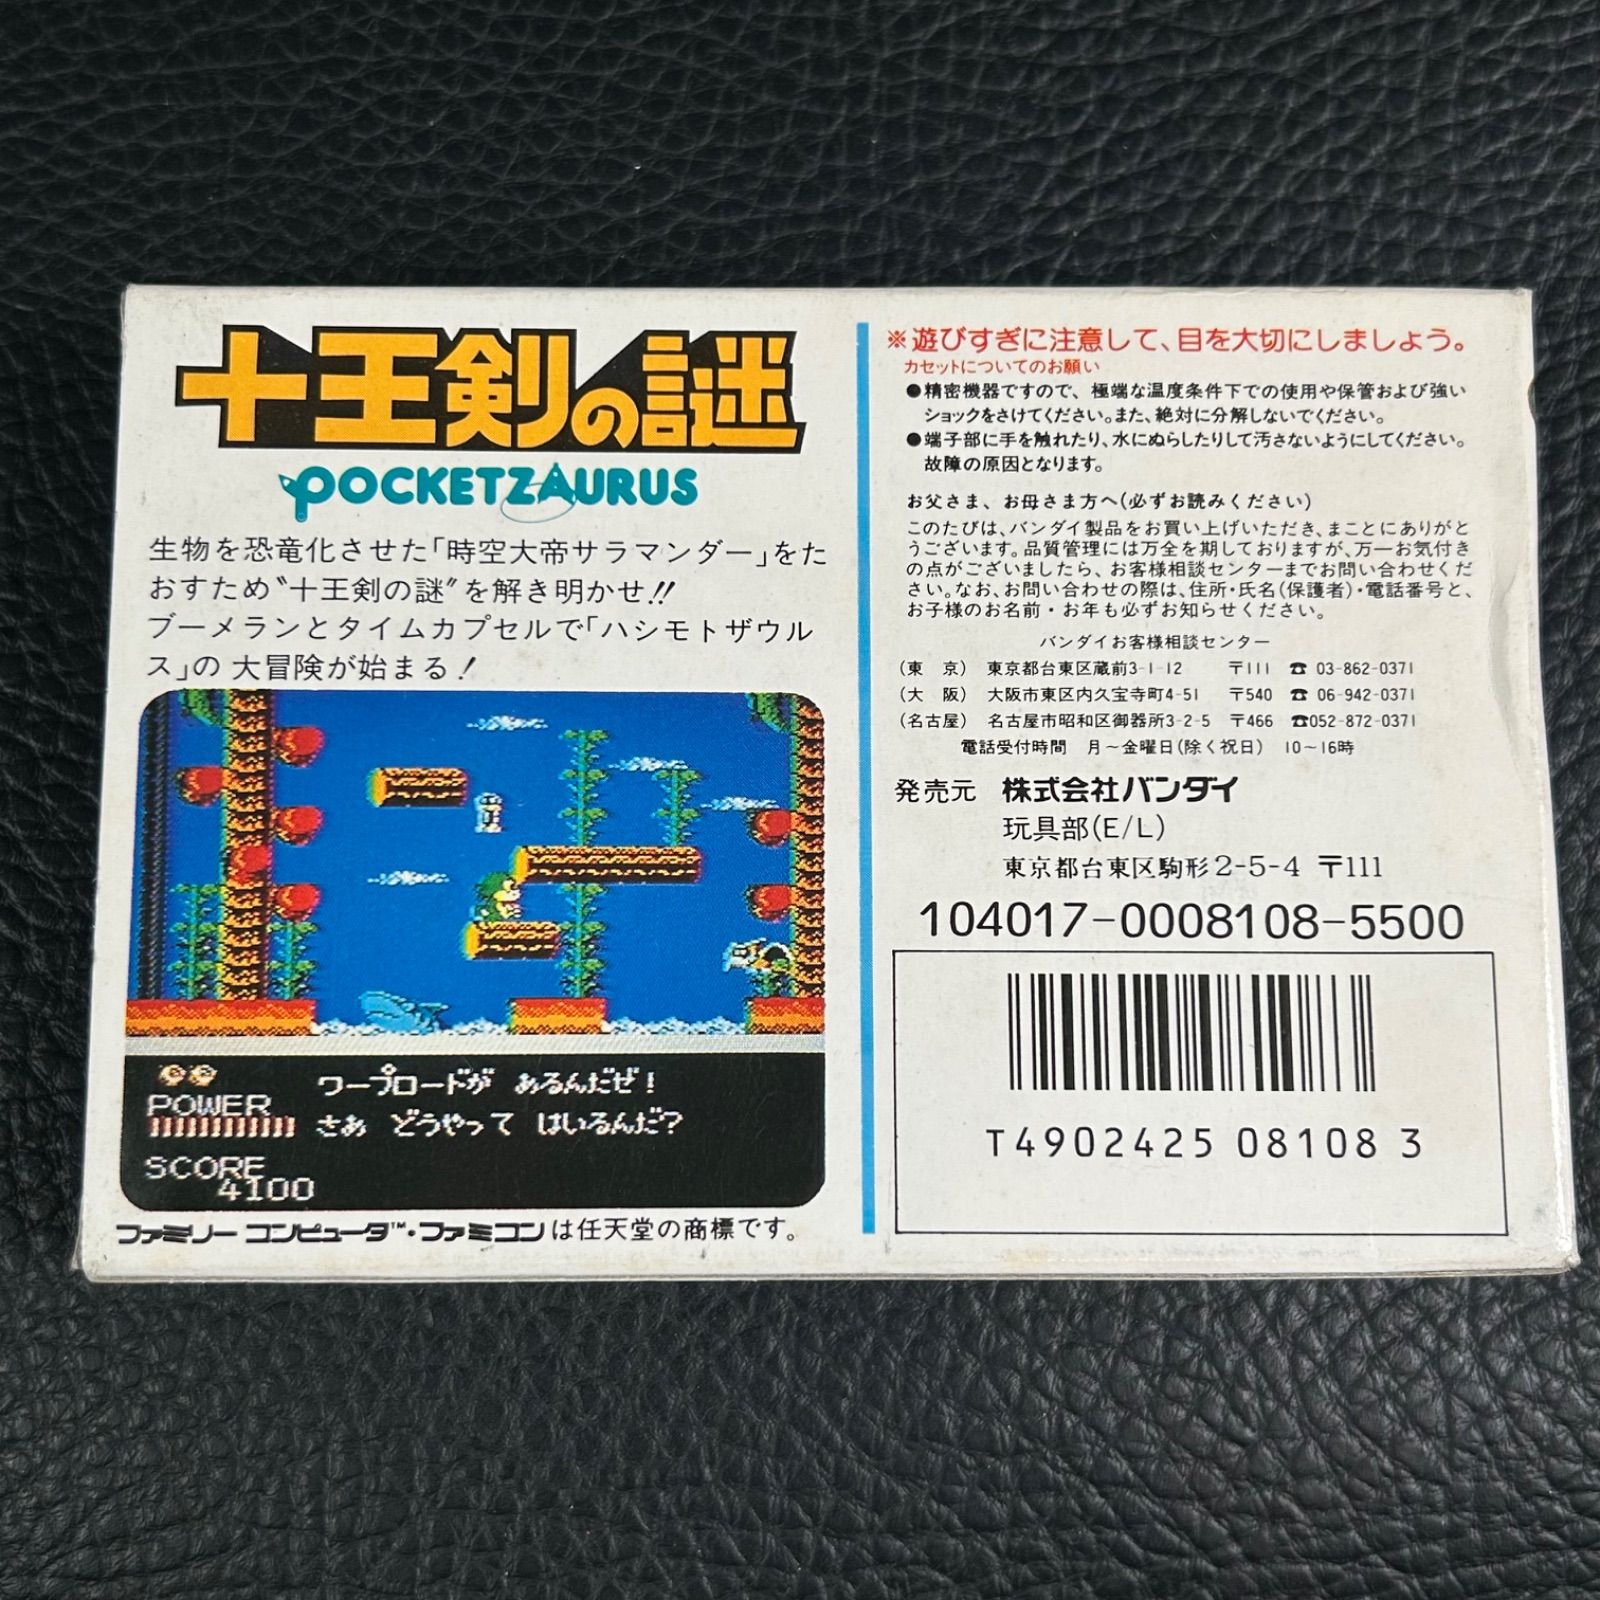 十王剣の謎
POCKETZAURUS
生物を恐竜化させた「時空大帝サラマンダー」をた
おすため〝十王剣の謎〟を解き明かせ!!
ブーメランとタイムカプセルで「ハシモトザウル
ス」の 大冒険が始まる!
ワープロードが あるんだぜ!
POWER
さあ どうやって はいるんだ?
SCORE
4100
ファミリーコンピュータ™・ファミコンは任天堂の商標です。
※遊びすぎに注意して、目を大切にしましょう。
カセットについてのお願い
●精密機器ですので、極端な温度条件下での使用や保管および強い
ショックをさけてください。また、絶対に分解しないでください。
●端子部に手を触れたり、水にぬらしたりして汚さないようにしてください。
故障の原因となります。
お父さま、お母さま方へ(必ずお読みください)
このたびは、バンダイ製品をお買い上げいただき、まことにありがと
うございます。品質管理には万全を期しておりますが、万一お気付き
の点がございましたら、お客様相談センターまでお問い合わせくだ
さい。なお、お問い合わせの際は、住所・氏名(保護者)・電話番号と、
お子様のお名前・お年も必ずお知らせください。
バンダイお客様相談センター
(東 京) 東京都台東区蔵前3-1-12 〒111 ☎ 03-862-0371
(大 阪) 大阪市東区内久宝寺町4-51 〒540 ☎ 06-942-0371
(名古屋) 名古屋市昭和区御器所3-2-5 〒466 ☎052-872-0371
電話受付時間 月～金曜日(除く祝日) 10～16時
発売元 株式会社バンダイ
玩具部(E/L)
東京都台東区駒形2-5-4 〒111
104017-0008108-5500
T4902425 08108 3